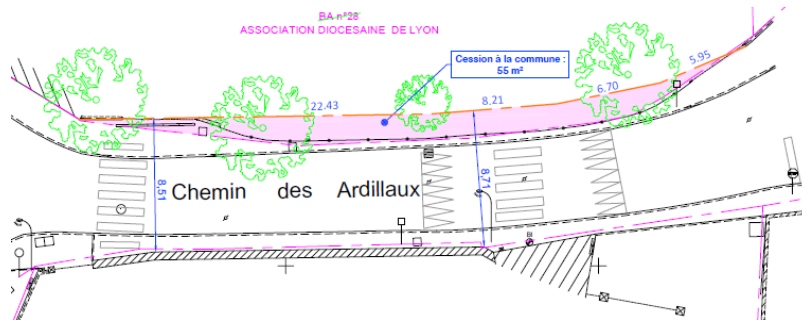 BA n°28
ASSOCIATION DIOCESAINE DE LYON
Cession à la commune :
55 m²
5.95
6.70
8.21
22.43
8,51
8,71
Chemin des Ardillaux
BI